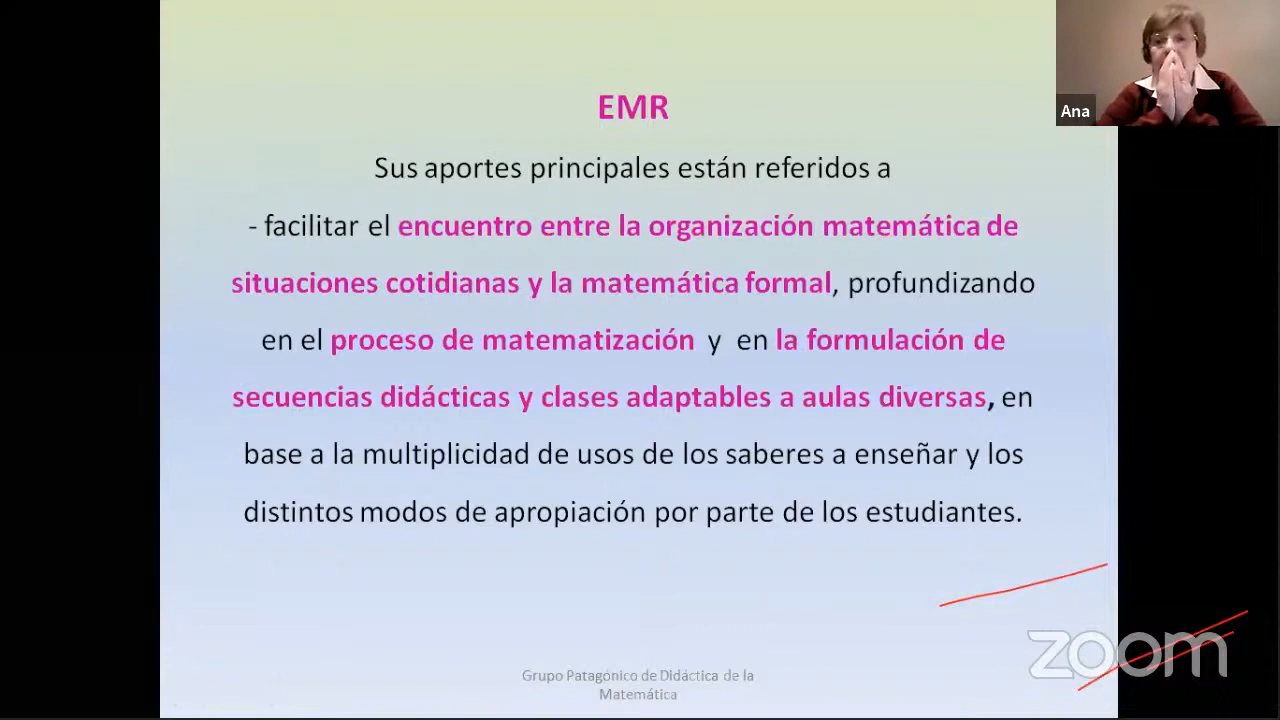 EMR
Sus aportes principales están referidos a
- facilitar el encuentro entre la organización matemática de
situaciones cotidianas y la matemática formal, profundizando
en el proceso de matematización y en la formulación de
secuencias didácticas y clases adaptables a aulas diversas, en
base a la multiplicidad de usos de los saberes a enseñar y los
distintos modos de apropiación por parte de los estudiantes.
Grupo Patagónico de Didáctica de la
Matemática
Ana
zoom